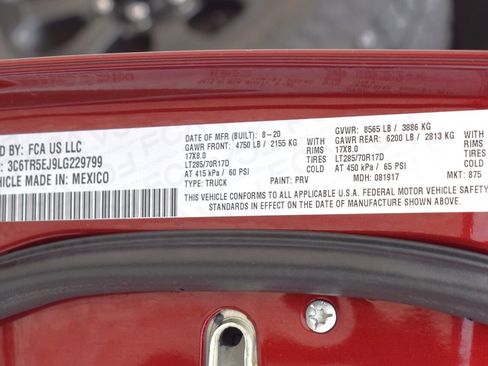 D BY: FCA US LLC
3C6TR5EJ9LG229799
EHICLE MADE IN: MEXICO
DATE OF MFR (BUILT): 8-20
GAWR FRONT: 4750 LB / 2155 KG
17X8.0 RIMS WITH
LT285/70R17D TIRES
AT 415 kPa / 60 PSI
TYPE: TRUCK
GVWR: 8565 LB / 3886 KG
GAWR REAR: 6200 LB / 2813 KG
17X8.0 RIMS WITH
LT285/70R17D TIRES
AT 450 kPa / 65 PSI
PAINT: PRV
MDH: 081917
MKT: 875
THIS VEHICLE CONFORMS TO ALL APPLICABLE U.S.A. FEDERAL MOTOR VEHICLE SAFETY
STANDARDS IN EFFECT ON THE DATE OF MANUFACTURE SHOWN ABOVE.